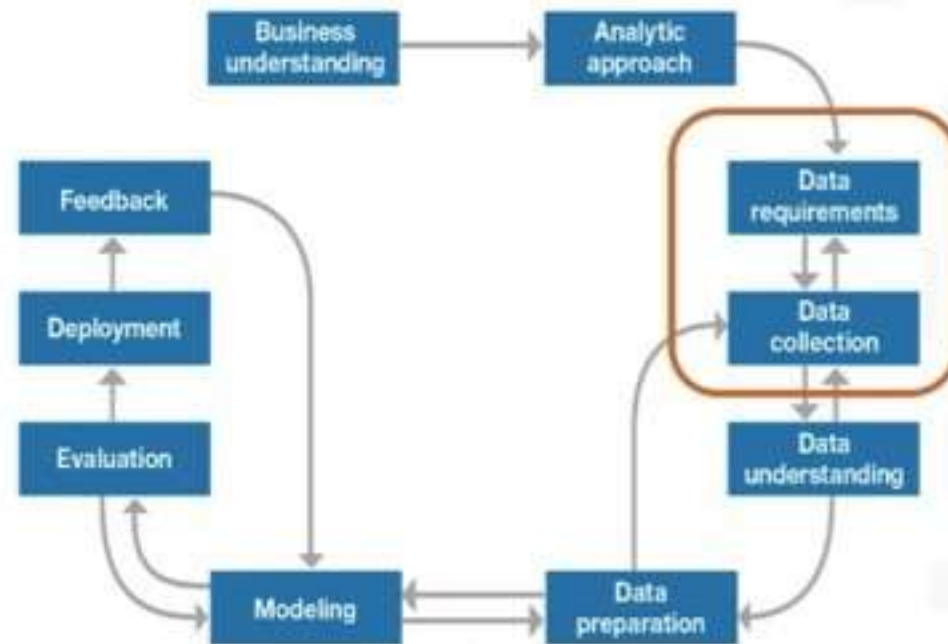 Business
understanding
Analytic
approach
Data
requirements
Data
collection
Data
understanding
Data
preparation
Modeling
Evaluation
Deployment
Feedback